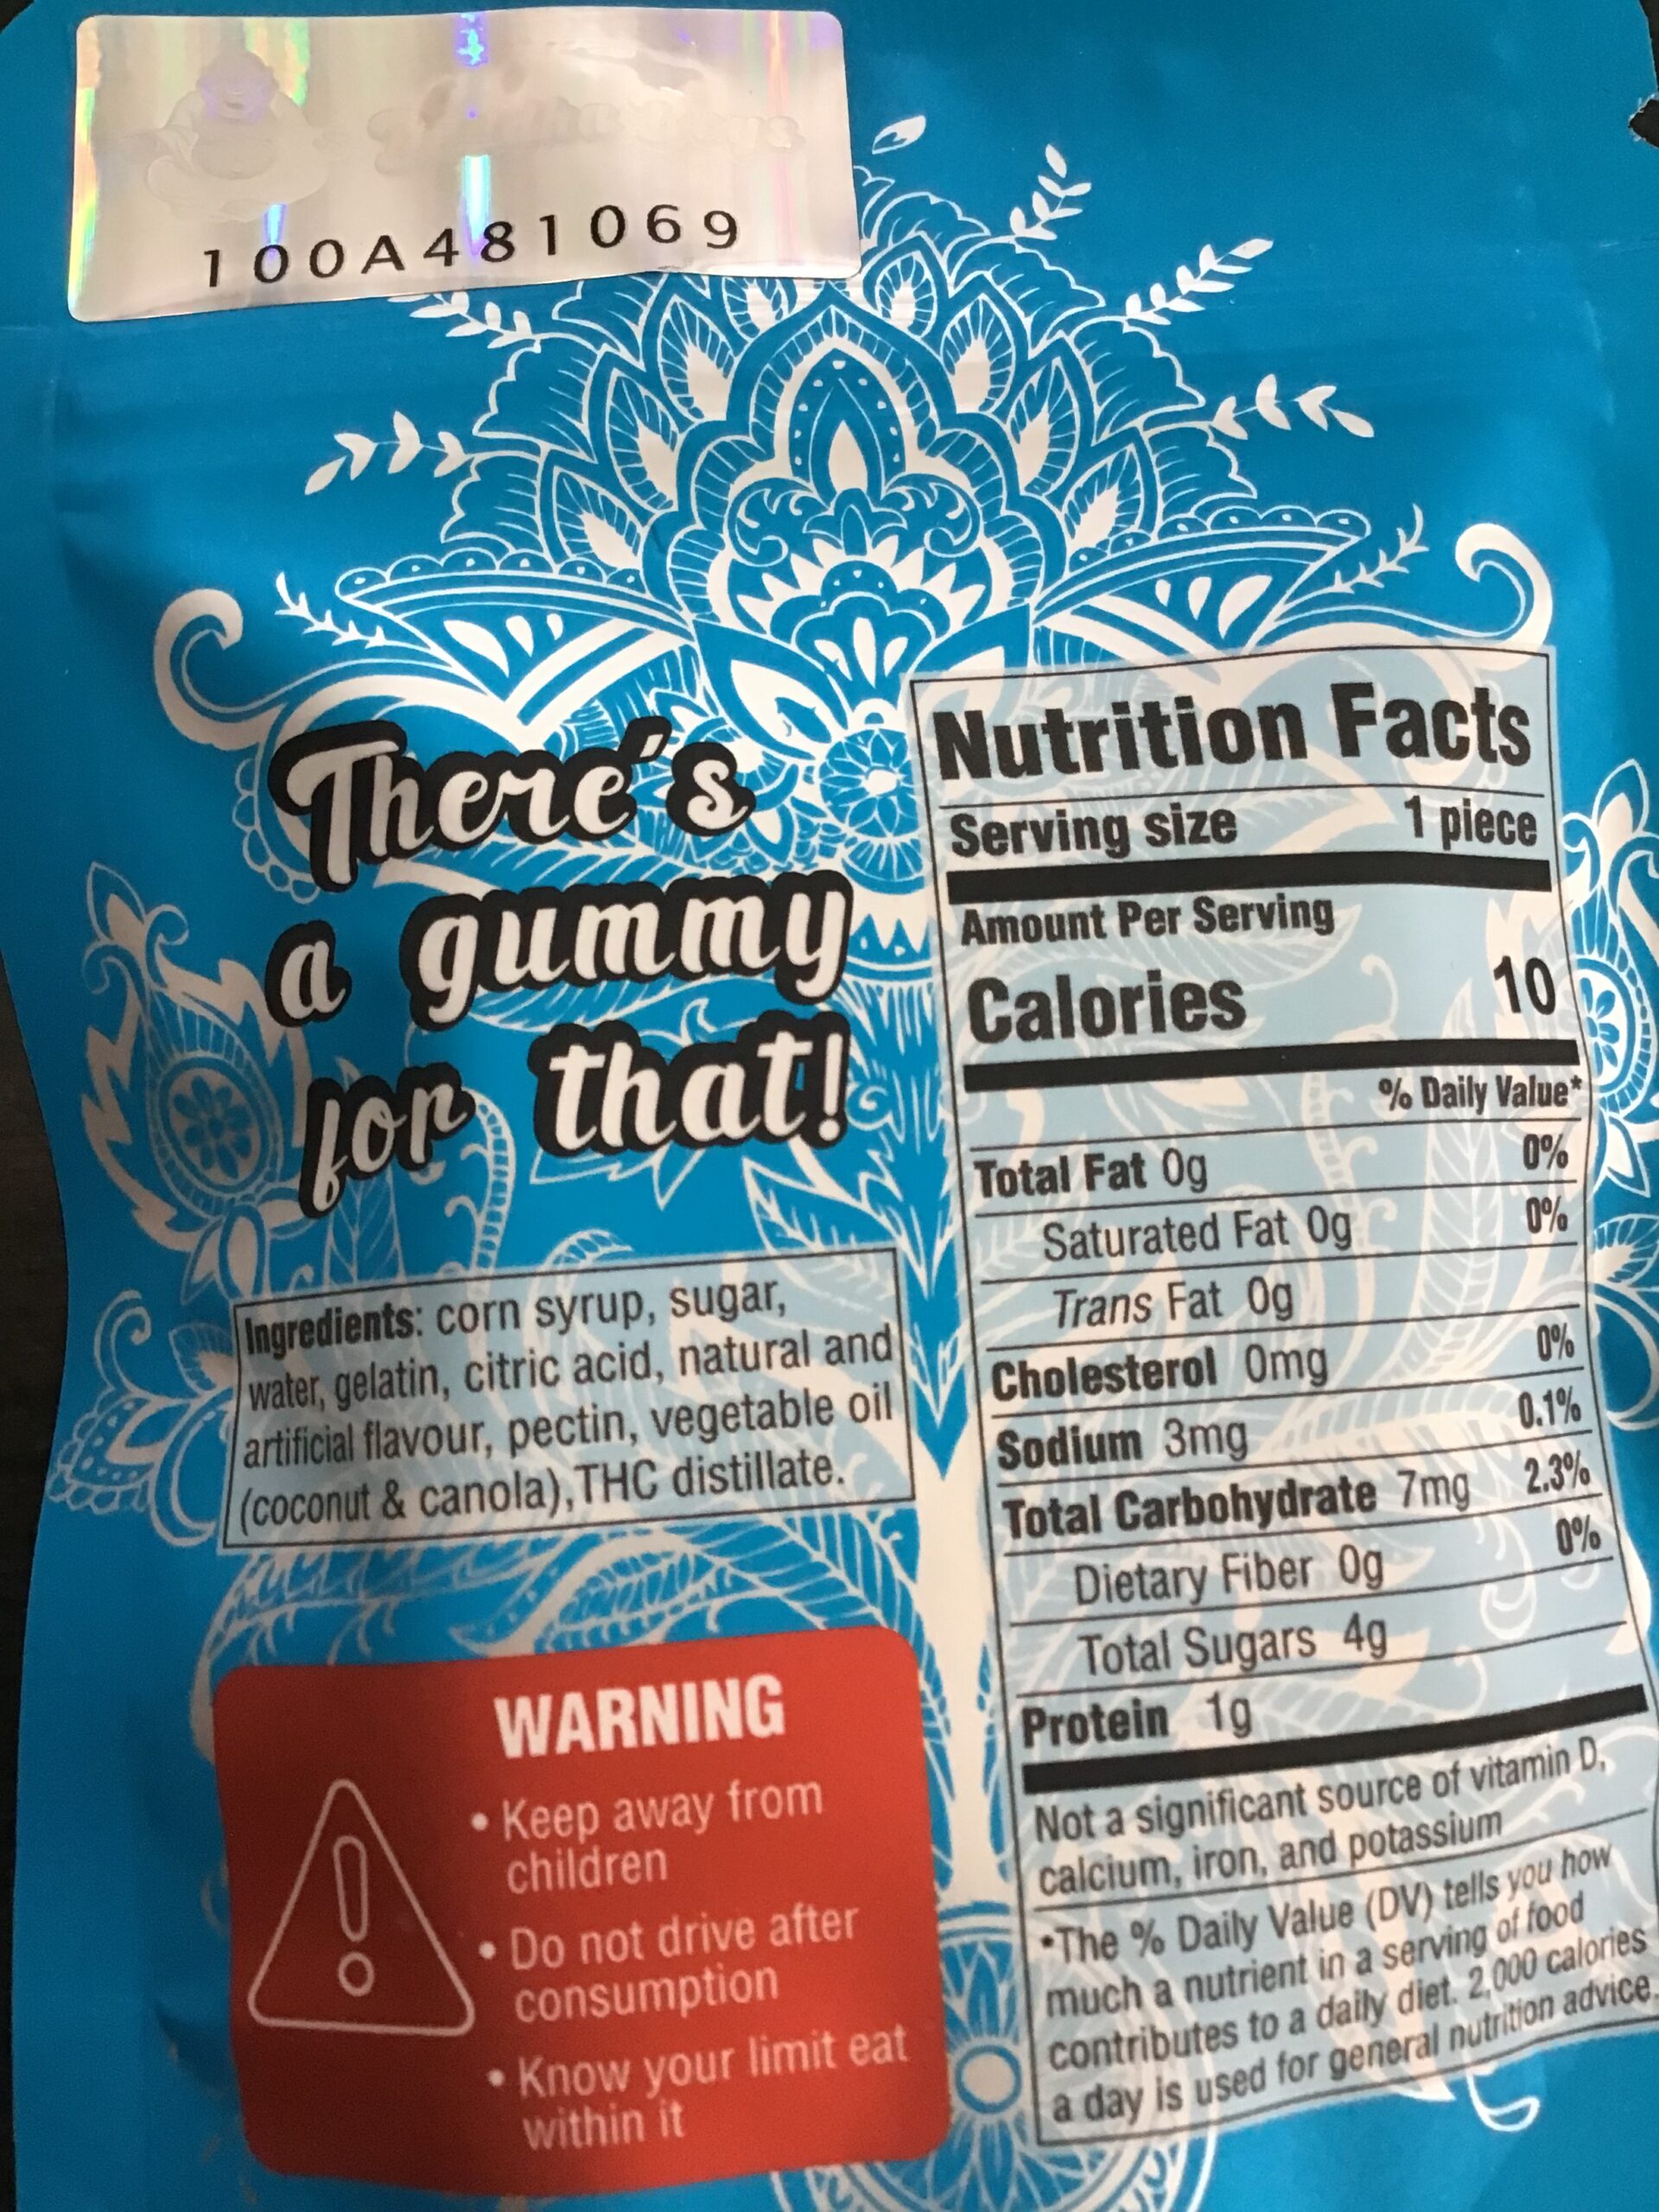 100A481069
There's
a gummy
for that!
Ingredients: corn syrup, sugar,
water, gelatin, citric acid, natural and
artificial flavour, pectin, vegetable oil
(coconut & canola),THC distillate.
WARNING
• Keep away from
children
• Do not drive after
consumption
• Know your limit eat
within it
Nutrition Facts
Serving size 1 piece
Amount Per Serving
Calories 10
% Daily Value*
Total Fat 0g 0%
Saturated Fat 0g 0%
Trans Fat 0g
Cholesterol 0mg 0%
Sodium 3mg 0.1%
Total Carbohydrate 7mg 2.3%
Dietary Fiber 0g 0%
Total Sugars 4g
Protein 1g
Not a significant source of vitamin D,
calcium, iron, and potassium
•The % Daily Value (DV) tells you how
much a nutrient in a serving of food
contributes to a daily diet. 2,000 calories
a day is used for general nutrition advice.